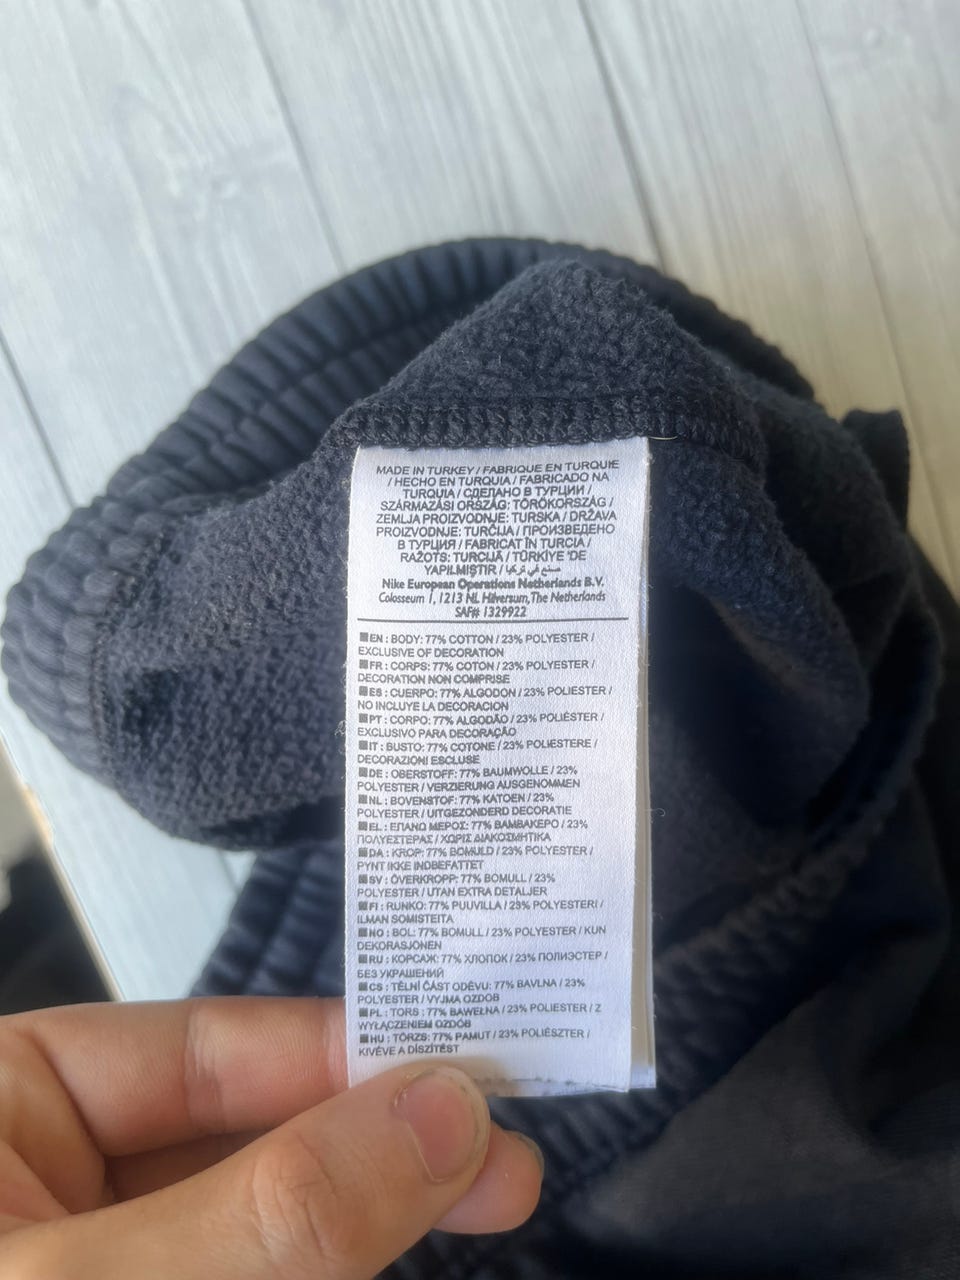 MADE IN TURKEY / FABRIQUE EN TURQUIE
/ HECHO EN TURQUIA / FABRICADO NA
TURQUIA / СДЕЛАНО В ТУРЦИИ /
SZÁRMAZÁSI ORSZÁG: TÖRÖKORSZÁG /
ZEMLJA PROIZVODNJE: TURSKA / DRŽAVA
PROIZVODNJE: TURČIJA / ПРОИЗВЕДЕНО
В ТУРЦИЯ / FABRICAT ÎN TURCIA /
RAŽOTS: TURCIJĀ / TÜRKİYE 'DE
YAPILMIŞTIR / صنع في تركيا
Nike European Operations Netherlands B.V.
Colosseum 1, 1213 NL Hilversum, The Netherlands
SAF# 1329922
EN : BODY: 77% COTTON / 23% POLYESTER /
EXCLUSIVE OF DECORATION
FR : CORPS: 77% COTON / 23% POLYESTER /
DECORATION NON COMPRISE
ES : CUERPO: 77% ALGODON / 23% POLIESTER /
NO INCLUYE LA DECORACION
PT : CORPO: 77% ALGODÃO / 23% POLIÉSTER /
EXCLUSIVO PARA DECORAÇÃO
IT : BUSTO: 77% COTONE / 23% POLIESTERE /
DECORAZIONI ESCLUSE
DE : OBERSTOFF: 77% BAUMWOLLE / 23%
POLYESTER / VERZIERUNG AUSGENOMMEN
NL : BOVENSTOF: 77% KATOEN / 23%
POLYESTER / UITGEZONDERD DECORATIE
EL : ΕΠΑΝΩ ΜΕΡΟΣ: 77% ΒΑΜΒΑΚΕΡΟ / 23%
ΠΟΛΥΕΣΤΕΡΑΣ / ΧΩΡΙΣ ΔΙΑΚΟΣΜΗΤΙΚΑ
DA : KROP: 77% BOMULD / 23% POLYESTER /
PYNT IKKE INDBEFATTET
SV : ÖVERKROPP: 77% BOMULL / 23%
POLYESTER / UTAN EXTRA DETALJER
FI : RUNKO: 77% PUUVILLA / 23% POLYESTERI /
ILMAN SOMISTEITA
NO : BOL: 77% BOMULL / 23% POLYESTER / KUN
DEKORASJONEN
RU : КОРСАЖ: 77% ХЛОПОК / 23% ПОЛИЭСТЕР /
БЕЗ УКРАШЕНИЙ
CS : TĚLNÍ ČÁST ODĚVU: 77% BAVLNA / 23%
POLYESTER / VYJMA OZDOB
PL : TORS : 77% BAWEŁNA / 23% POLIESTER / Z
WYŁĄCZENIEM OZDÓB
HU : TÖRZS: 77% PAMUT / 23% POLIÉSZTER /
KIVÉVE A DÍSZÍTÉST